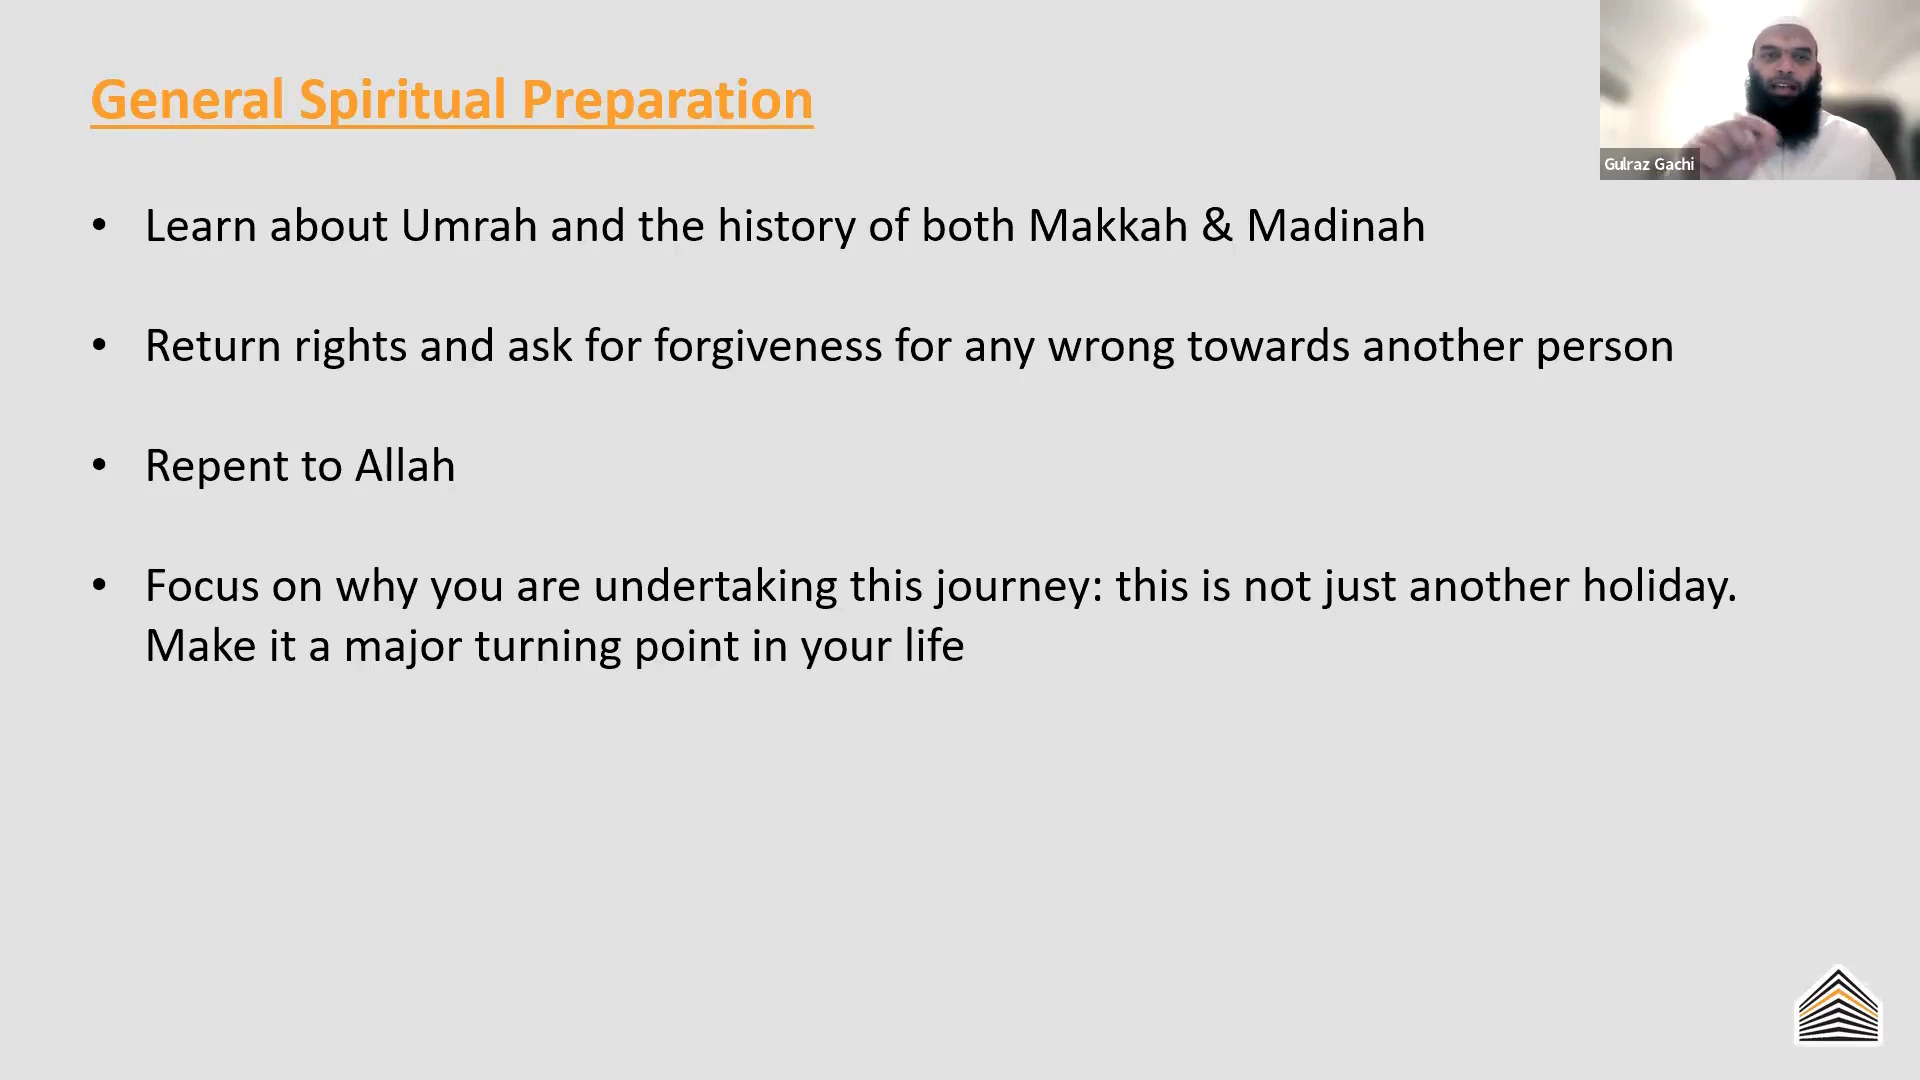 General Spiritual Preparation
Gulraz Gachi
• Learn about Umrah and the history of both Makkah & Madinah
• Return rights and ask for forgiveness for any wrong towards another person
• Repent to Allah
• Focus on why you are undertaking this journey: this is not just another holiday.
Make it a major turning point in your life